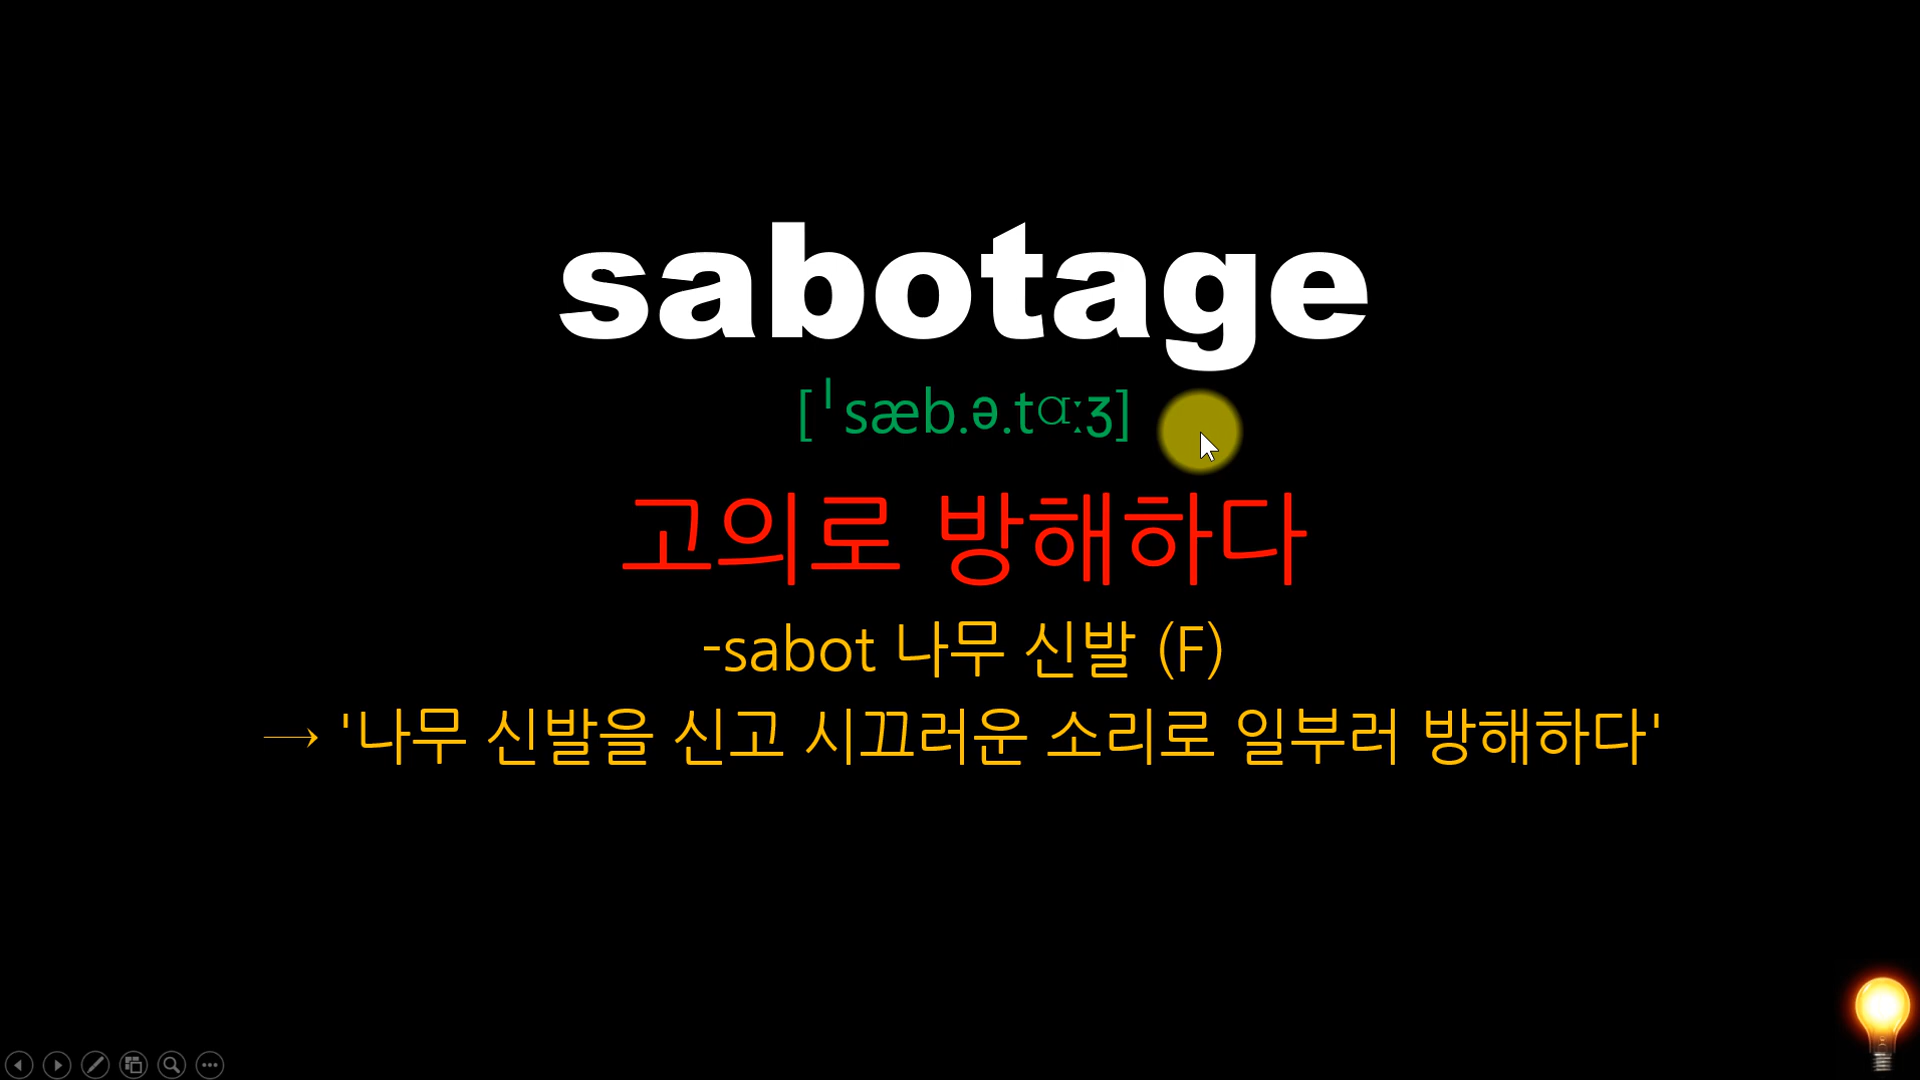 sabotage
[ˈsæb.ə.tɑːʒ]
고의로 방해하다
-sabot 나무 신발 (F)
→ '나무 신발을 신고 시끄러운 소리로 일부러 방해하다'